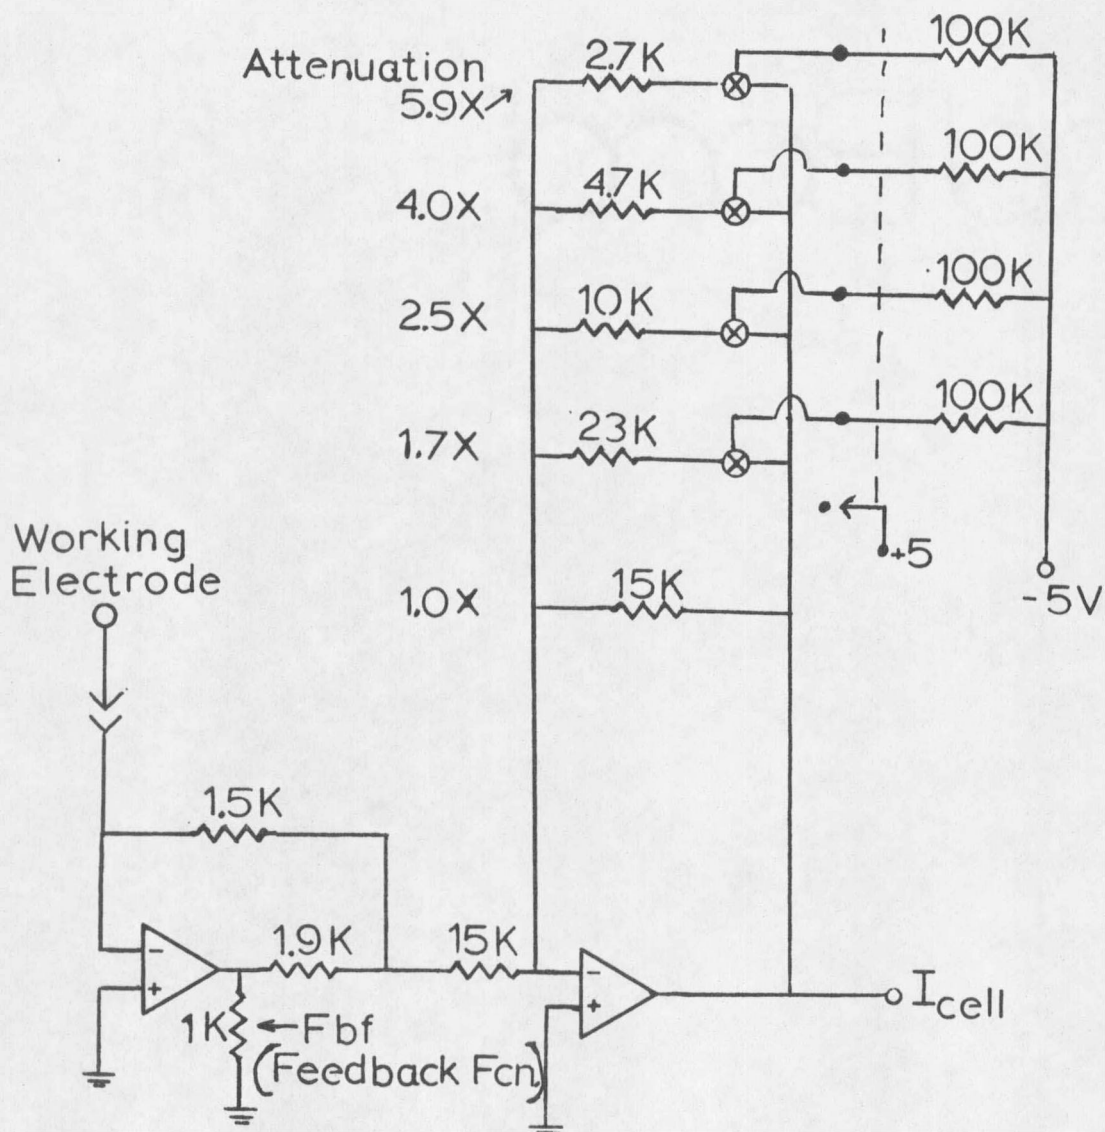 Attenuation
5.9X
2.7K
100K
4.0X
4.7K
100K
2.5X
10K
100K
1.7X
23K
100K
+5
-5V
1.0X
15K
Working
Electrode
1.5K
1.9K
15K
-
+
-
+
1K
Fbf
(Feedback Fcn)
Icell